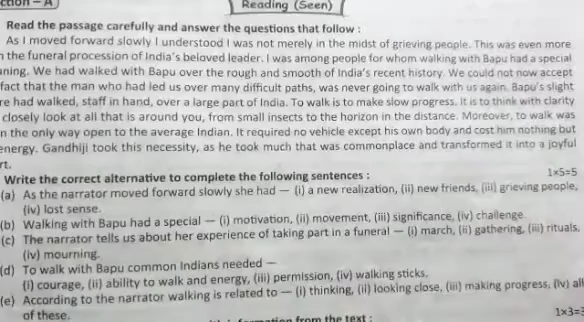 ction - A
Reading (Seen)
Read the passage carefully and answer the questions that follow :
As I moved forward slowly I understood I was not merely in the midst of grieving people. This was even more
the funeral procession of India's beloved leader. I was among people for whom walking with Bapu had a special
aning. We had walked with Bapu over the rough and smooth of India's recent history. We could not now accept
fact that the man who had led us over many difficult paths, was never going to walk with us again. Bapu's slight
re had walked, staff in hand, over a large part of India. To walk is to make slow progress. It is to think with clarity
closely look at all that is around you, from small insects to the horizon in the distance. Moreover, to walk was
n the only way open to the average Indian. It required no vehicle except his own body and cost him nothing but
energy. Gandhiji took this necessity, as he took much that was commonplace and transformed it into a joyful
rt.
Write the correct alternative to complete the following sentences : 1×5=5
(a) As the narrator moved forward slowly she had — (i) a new realization, (ii) new friends, (iii) grieving people,
(iv) lost sense.
(b) Walking with Bapu had a special — (i) motivation, (ii) movement, (iii) significance, (iv) challenge.
(c) The narrator tells us about her experience of taking part in a funeral — (i) march, (ii) gathering, (iii) rituals,
(iv) mourning.
(d) To walk with Bapu common Indians needed —
(i) courage, (ii) ability to walk and energy, (iii) permission, (iv) walking sticks.
(e) According to the narrator walking is related to — (i) thinking, (ii) looking close, (iii) making progress, (iv) all
of these.
from the text : 1×3=